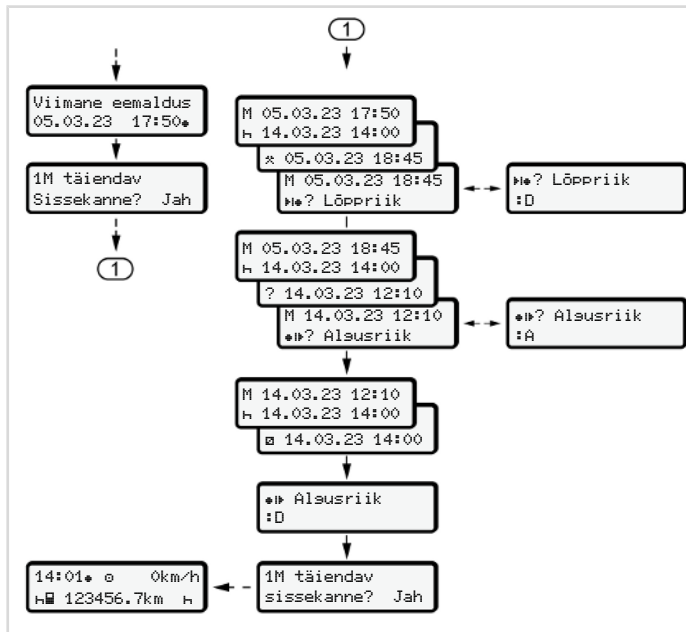 1
Viimane eemaldus
05.03.23 17:50
1M täiendav
Sissekanne? Jah
1
M 05.03.23 17:50
14.03.23 14:00
05.03.23 18:45
M 05.03.23 18:45
? Lõppriik
? Lõppriik
:D
M 05.03.23 18:45
14.03.23 14:00
? 14.03.23 12:10
M 14.03.23 12:10
? Algusriik
? Algusriik
:A
M 14.03.23 12:10
14.03.23 14:00
14.03.23 14:00
Algusriik
:D
14:01 0km/h
123456.7km
1M täiendav
sissekanne? Jah